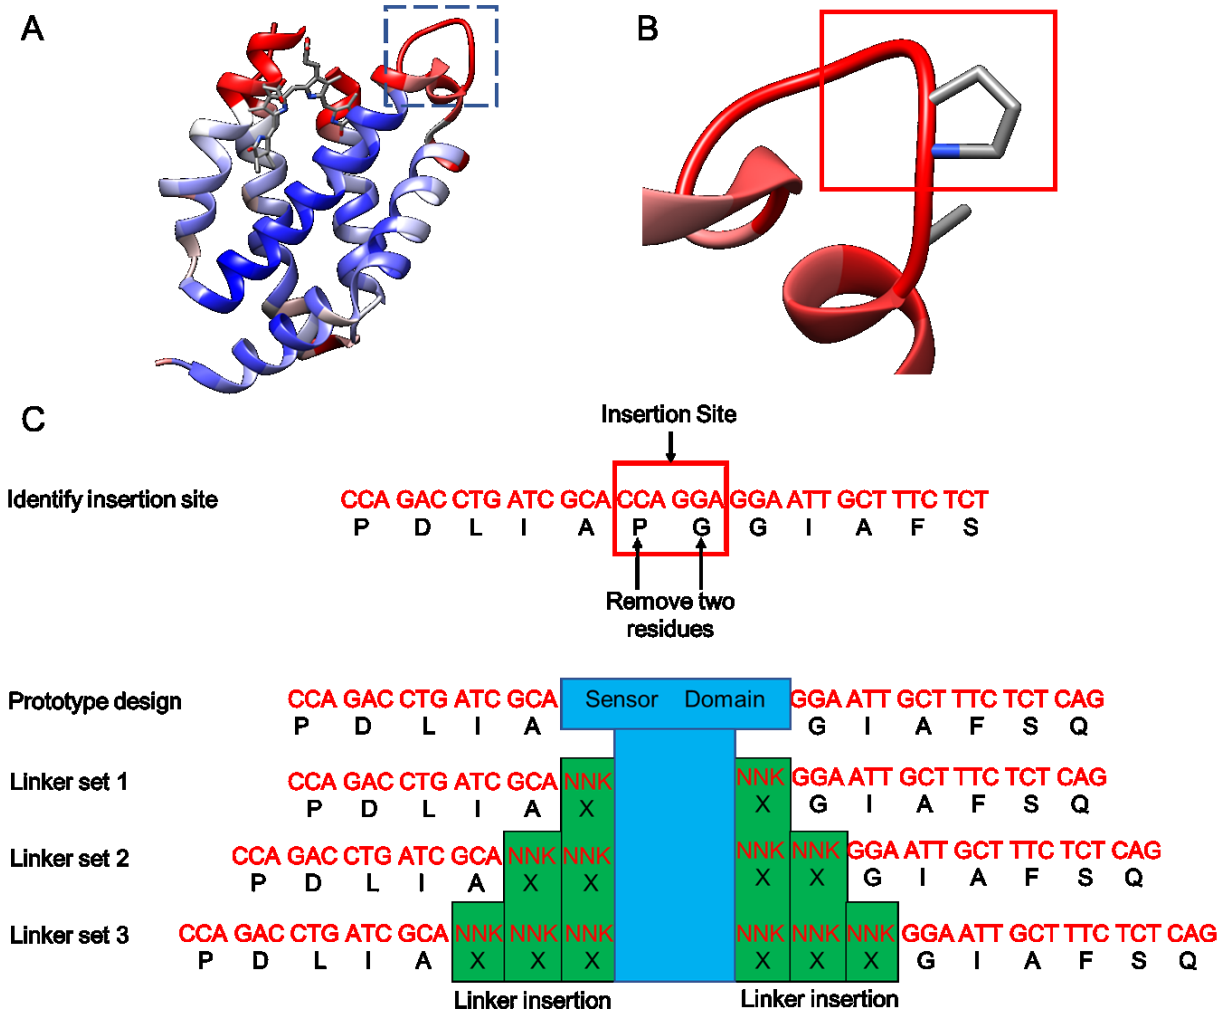 A
B
C
Insertion Site
Identify insertion site
CCA GAC CTG ATC GCA CCA GGA GGA ATT GCT TTC TCT
P D L I A P G G I A F S
Remove two
residues
Prototype design
CCA GAC CTG ATC GCA Sensor Domain GGA ATT GCT TTC TCT CAG
P D L I A G I A F S Q
Linker set 1
CCA GAC CTG ATC GCA NNK NNK GGA ATT GCT TTC TCT CAG
P D L I A X X G I A F S Q
Linker set 2
CCA GAC CTG ATC GCA NNK NNK NNK NNK GGA ATT GCT TTC TCT CAG
P D L I A X X X X G I A F S Q
Linker set 3
CCA GAC CTG ATC GCA NNK NNK NNK NNK NNK NNK GGA ATT GCT TTC TCT CAG
P D L I A X X X X X X G I A F S Q
Linker insertion Linker insertion